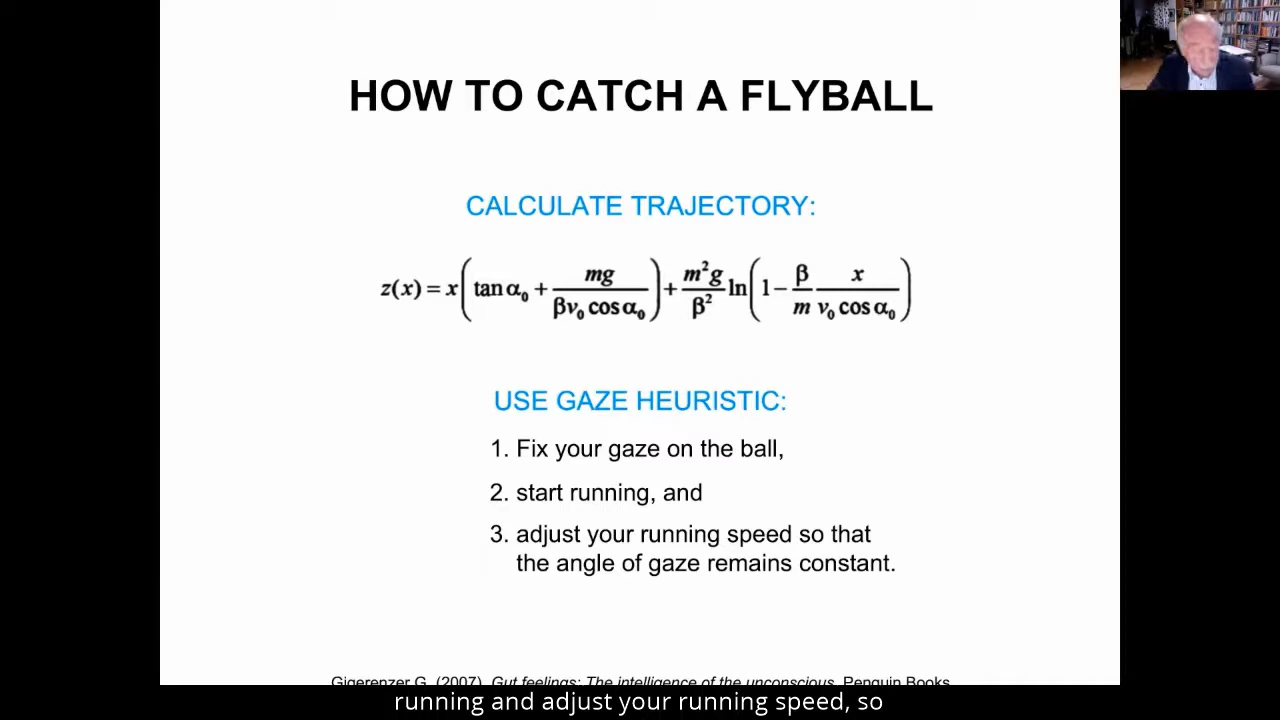 HOW TO CATCH A FLYBALL
CALCULATE TRAJECTORY:
z(x) = x(tan α₀ + mg/(βv₀ cos α₀)) + m²g/β² ln(1 − β/m x/(v₀ cos α₀))
USE GAZE HEURISTIC:
1. Fix your gaze on the ball,
2. start running, and
3. adjust your running speed so that
the angle of gaze remains constant.
Gigerenzer G. (2007). Gut feelings: The intelligence of the unconscious. Penguin Books
running and adjust your running speed, so